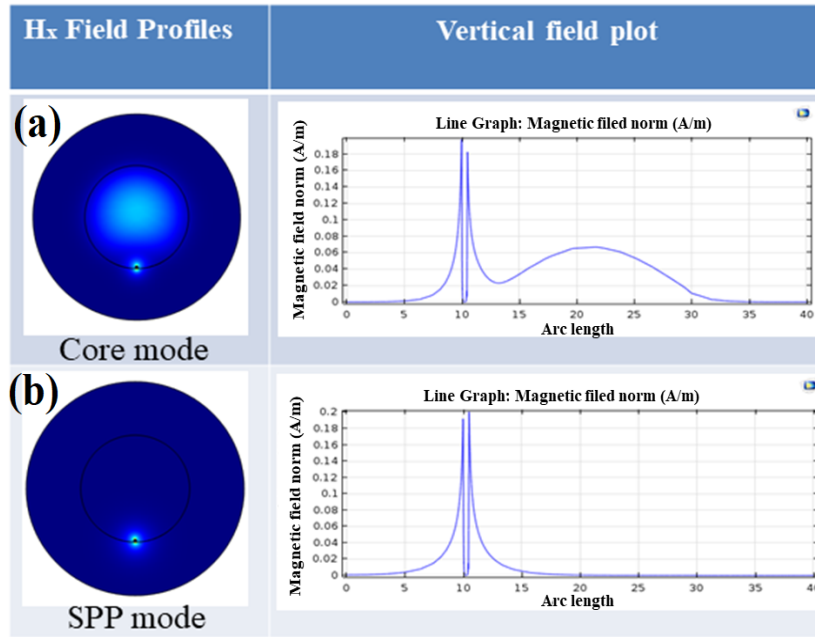 Hx Field Profiles
Vertical field plot
(a)
Line Graph: Magnetic filed norm (A/m)
Magnetic field norm (A/m)
0.18
0.16
0.14
0.12
0.1
0.08
0.06
0.04
0.02
0
0 5 10 15 20 25 30 35 40
Arc length
Core mode
(b)
Line Graph: Magnetic filed norm (A/m)
Magnetic field norm (A/m)
0.2
0.18
0.16
0.14
0.12
0.1
0.08
0.06
0.04
0.02
0
0 5 10 15 20 25 30 35 40
Arc length
SPP mode